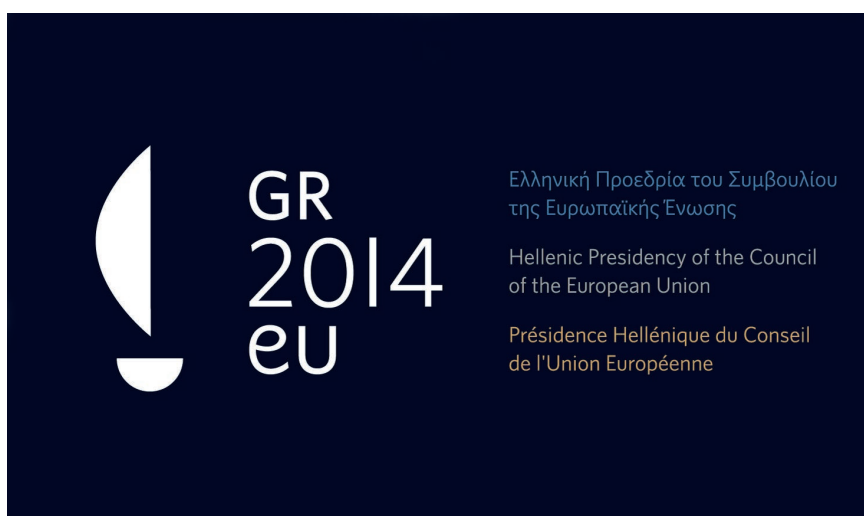 GR
2014
eu
Ελληνική Προεδρία του Συμβουλίου
της Ευρωπαϊκής Ένωσης
Hellenic Presidency of the Council
of the European Union
Présidence Hellénique du Conseil
de l'Union Européenne